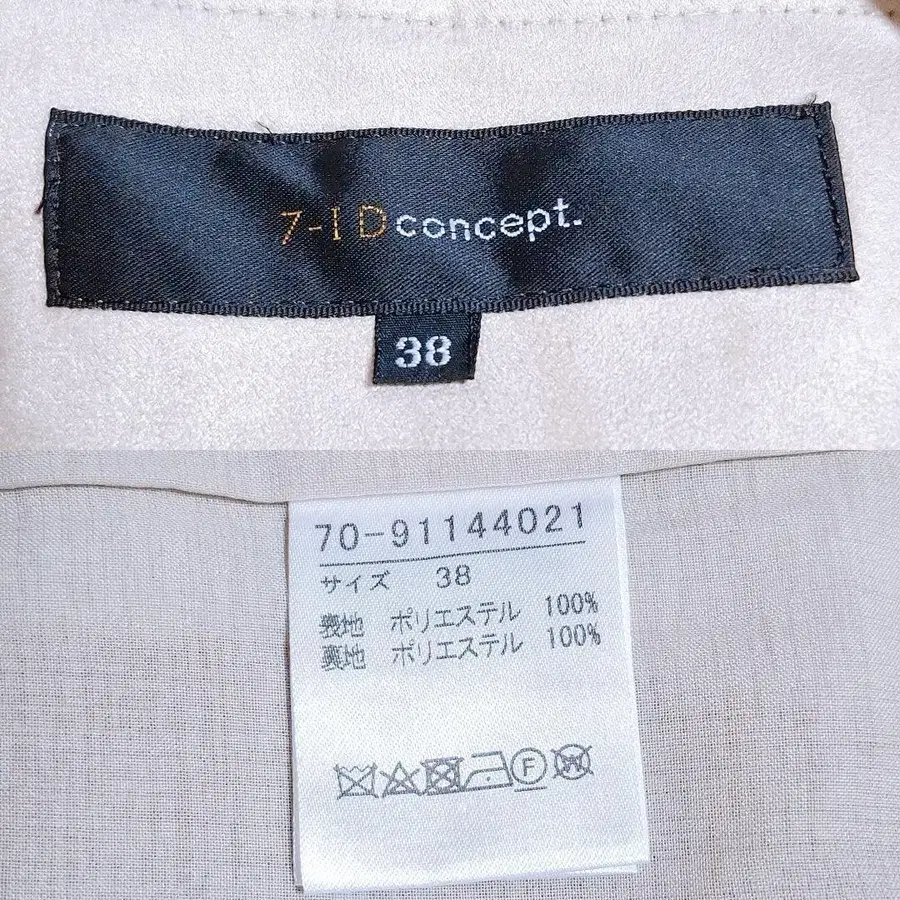 7-ID concept.
38
70-91144021
サイズ 38
表地 ポリエステル 100%
裏地 ポリエステル 100%
F W